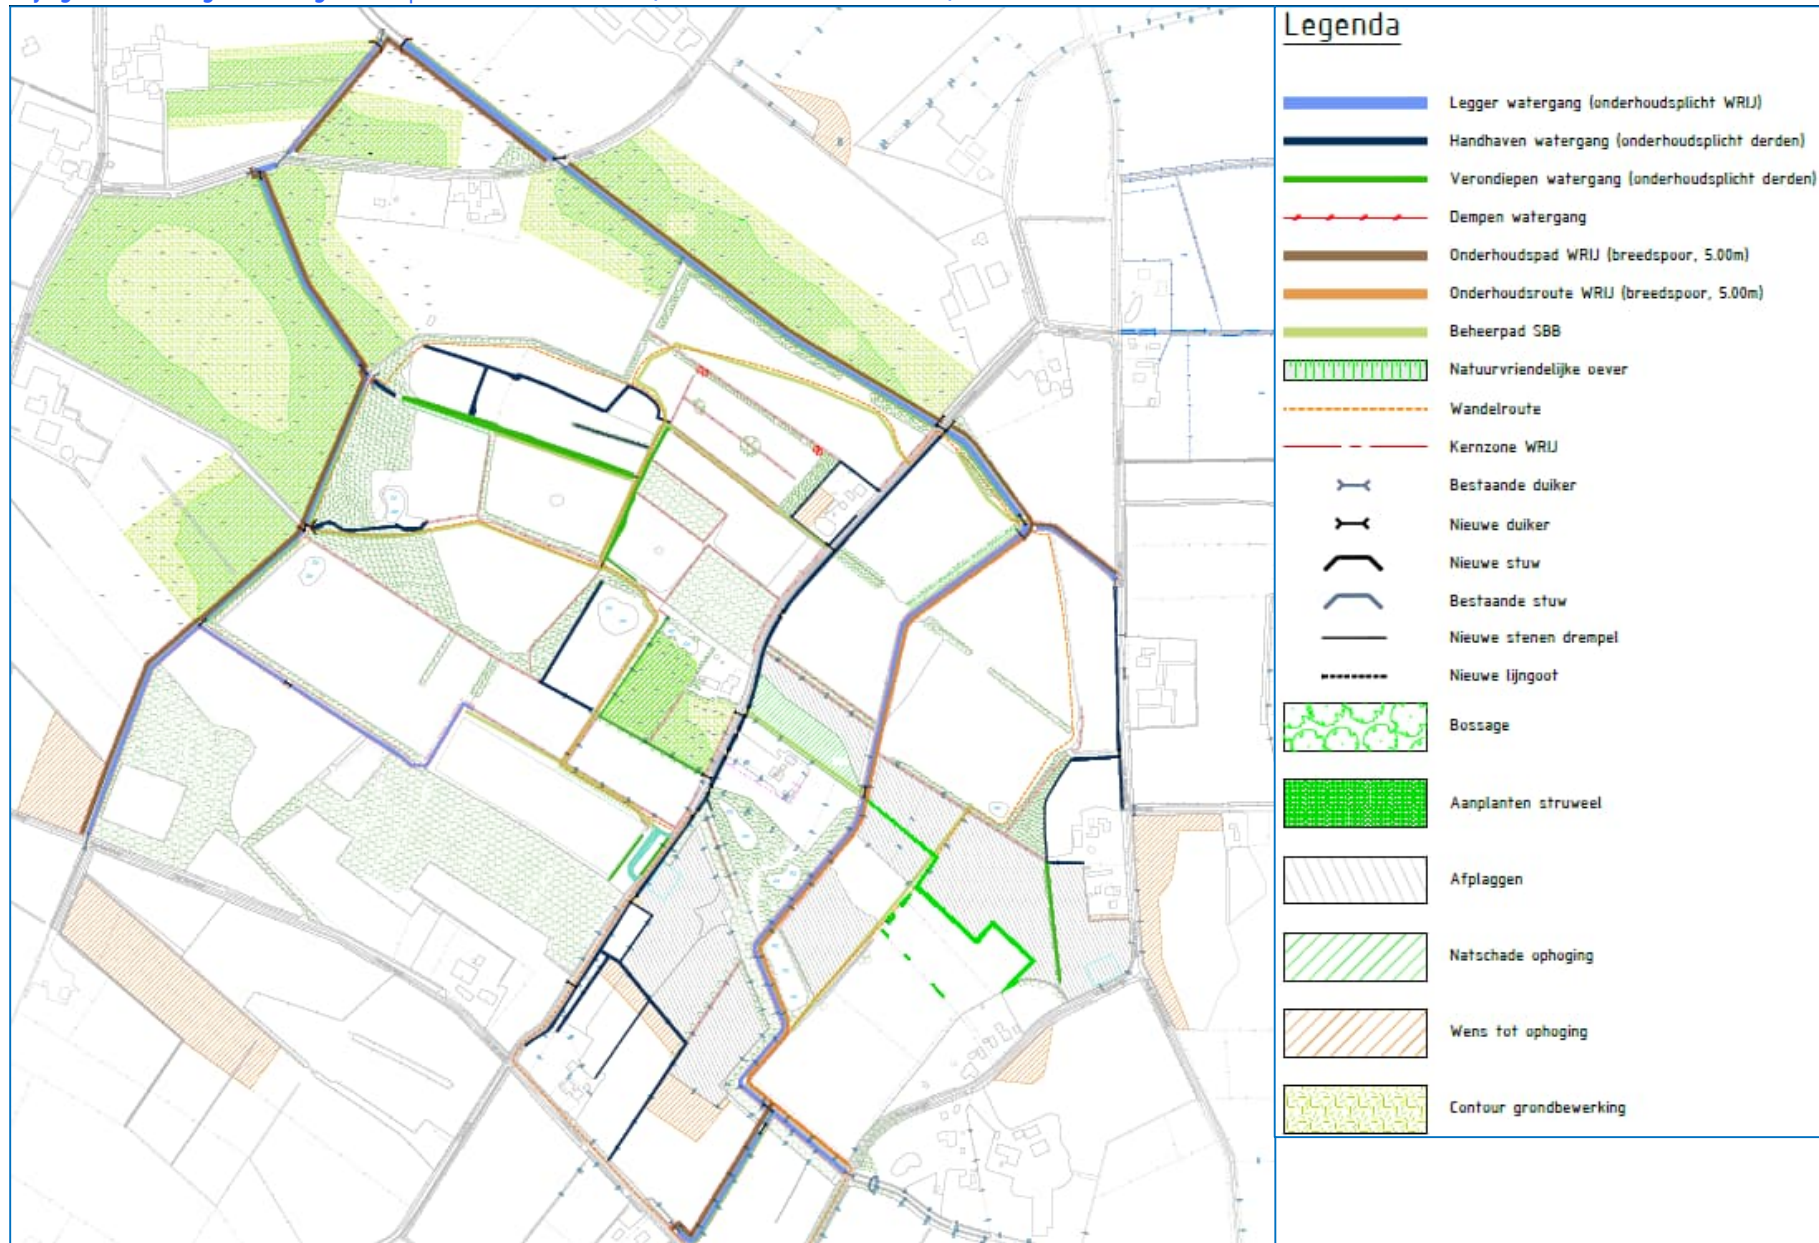 Legenda
Legger watergang (onderhoudsplicht WRIJ)
Handhaven watergang (onderhoudsplicht derden)
Verondiepen watergang (onderhoudsplicht derden)
Dempen watergang
Onderhoudspad WRIJ (breedspoor, 5.00m)
Onderhoudsroute WRIJ (breedspoor, 5.00m)
Beheerpad SBB
Natuurvriendelijke oever
Wandelroute
Kernzone WRIJ
Bestaande duiker
Nieuwe duiker
Nieuwe stuw
Bestaande stuw
Nieuwe stenen drempel
Nieuwe lijngoot
Bossage
Aanplanten struweel
Afplaggen
Natschade ophoging
Wens tot ophoging
Contour grondbewerking